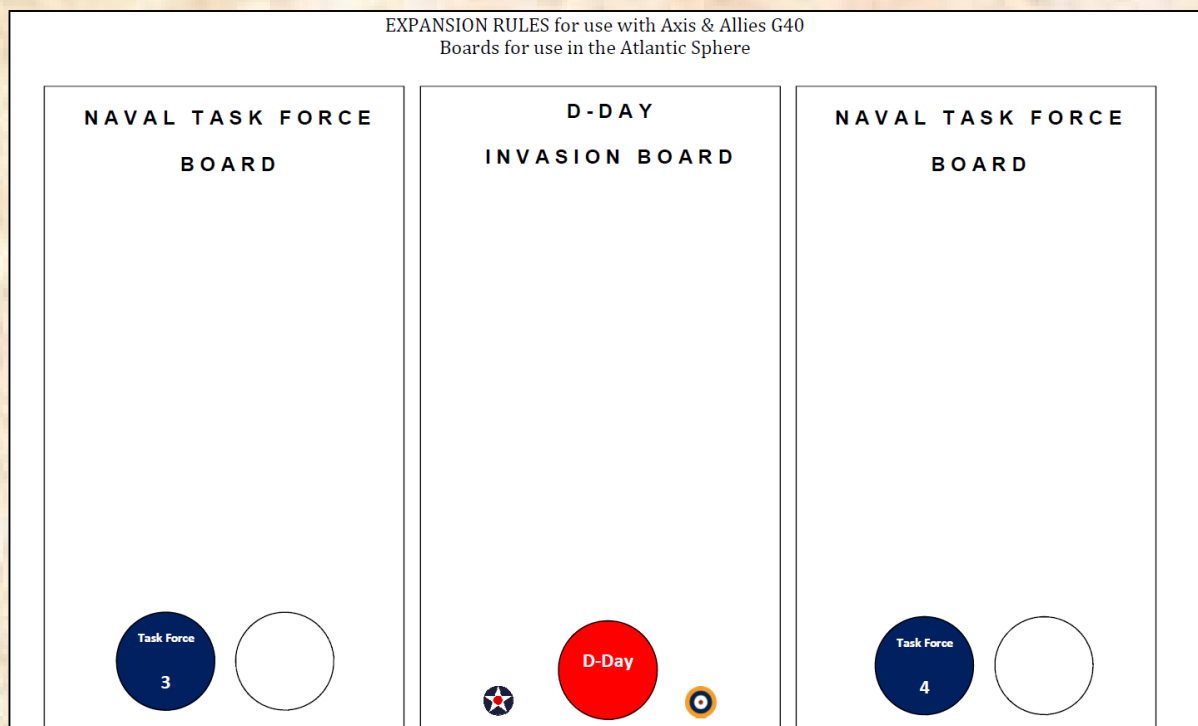 EXPANSION RULES for use with Axis & Allies G40
Boards for use in the Atlantic Sphere
NAVAL TASK FORCE
BOARD
Task Force
3
D-DAY
INVASION BOARD
D-Day
NAVAL TASK FORCE
BOARD
Task Force
4